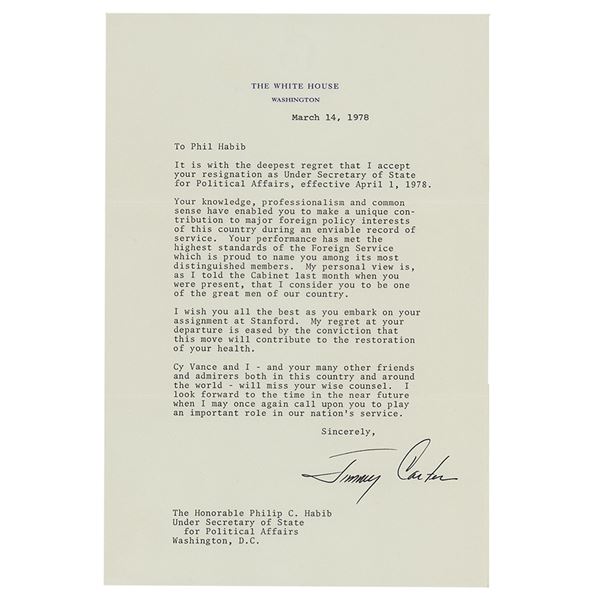 THE WHITE HOUSE
WASHINGTON
March 14, 1978
To Phil Habib
It is with the deepest regret that I accept
your resignation as Under Secretary of State
for Political Affairs, effective April 1, 1978.
Your knowledge, professionalism and common
sense have enabled you to make a unique con-
tribution to major foreign policy interests
of this country during an enviable record of
service.  Your performance has met the
highest standards of the Foreign Service
which is proud to name you among its most
distinguished members.  My personal view is,
as I told the Cabinet last month when you
were present, that I consider you to be one
of the great men of our country.
I wish you all the best as you embark on your
assignment at Stanford.  My regret at your
departure is eased by the conviction that
this move will contribute to the restoration
of your health.
Cy Vance and I - and your many other friends
and admirers both in this country and around
the world - will miss your wise counsel.  I
look forward to the time in the near future
when I may once again call upon you to play
an important role in our nation's service.
Sincerely,
Jimmy Carter
The Honorable Philip C. Habib
Under Secretary of State
for Political Affairs
Washington, D.C.